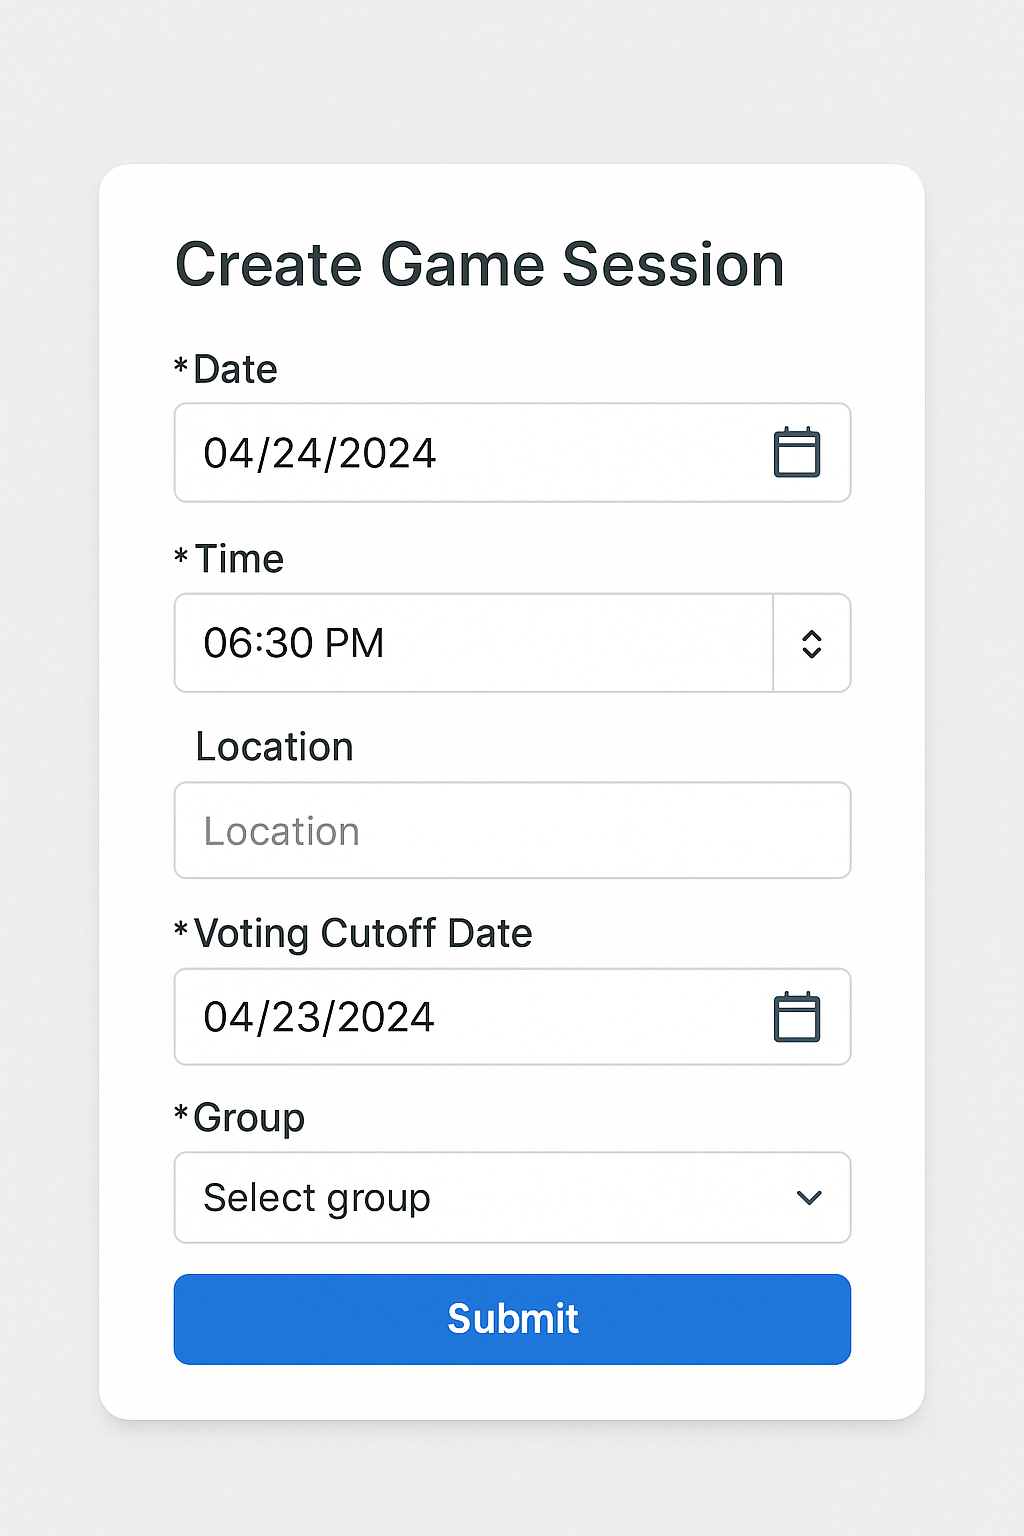 Create Game Session
*Date
04/24/2024
*Time
06:30 PM
Location
Location
*Voting Cutoff Date
04/23/2024
*Group
Select group
Submit